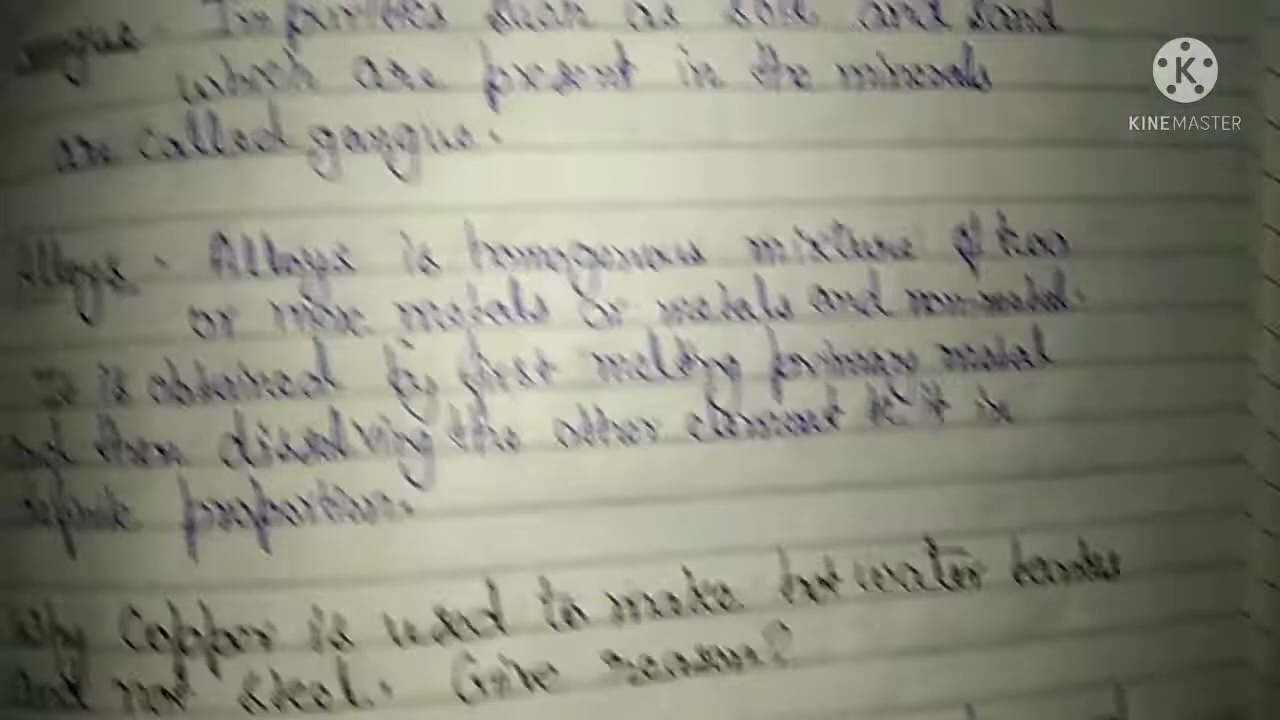 Impurities such as soil and sand
which are present in the minerals
are called gangue.
Alloys - Alloys is homogenous mixture of two
or more metals or metals and non-metal.
It is obtained by first melting primary metal
and then dissolving the other element it in
proportion.
Why Copper is used to make hot water tanks
and not steel. Give reason?
KINEMASTER